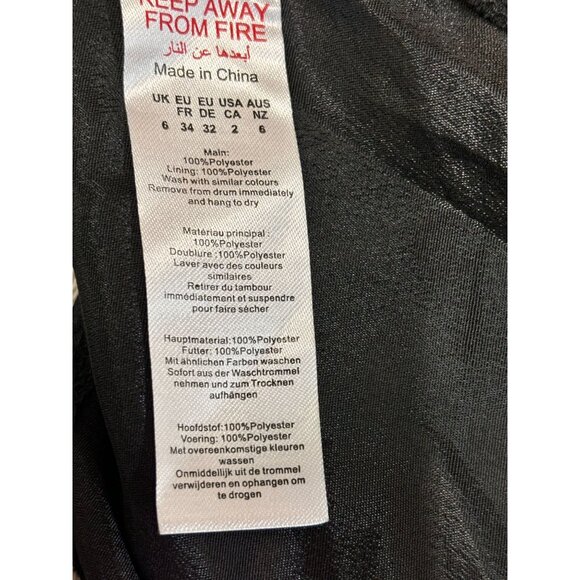 KEEP AWAY
FROM FIRE
أبعدها عن النار
Made in China
UK EU EU USA AUS
FR DE CA NZ
6 34 32 2 6
Main:
100%Polyester
Lining: 100%Polyester
Wash with similar colours
Remove from drum immediately
and hang to dry
Matériau principal :
100%Polyester
Doublure : 100%Polyester
Laver avec des couleurs
similaires
Retirer du tambour
immédiatement et suspendre
pour faire sécher
Hauptmaterial:100%Polyester
Futter: 100%Polyester
Mit ähnlichen Farben waschen
Sofort aus der Waschtrommel
nehmen und zum Trocknen
aufhängen
Hoofdstof:100%Polyester
Voering: 100%Polyester
Met overeenkomstige kleuren
wassen
Onmiddellijk uit de trommel
verwijderen en ophangen om
te drogen